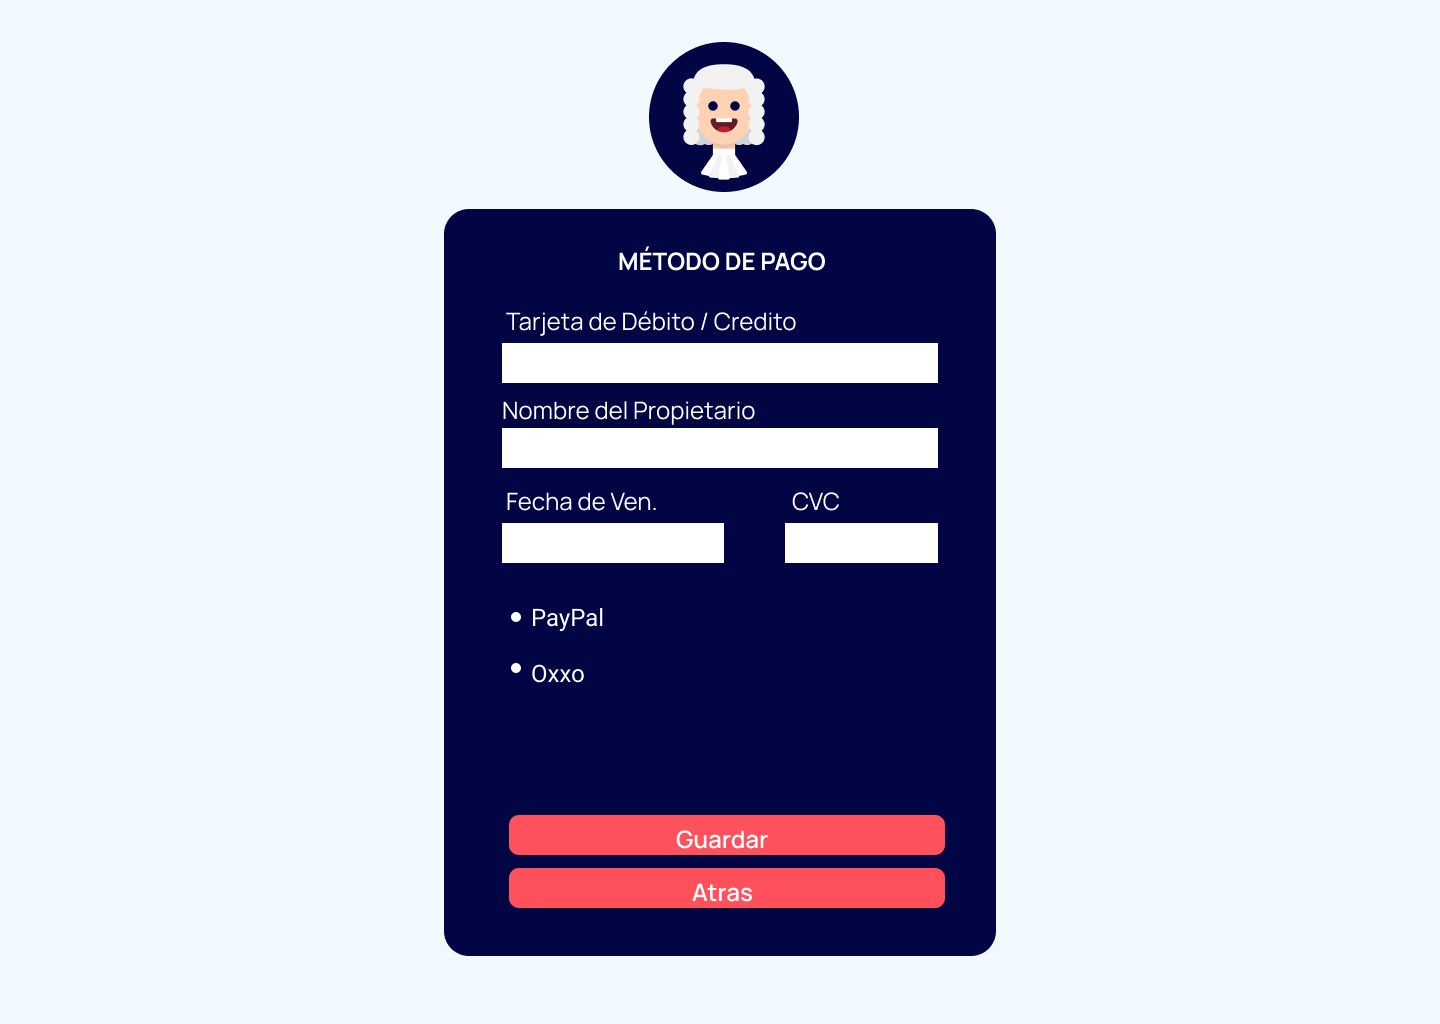 MÉTODO DE PAGO
Tarjeta de Débito / Credito
Nombre del Propietario
Fecha de Ven.
CVC
PayPal
Oxxo
Guardar
Atras